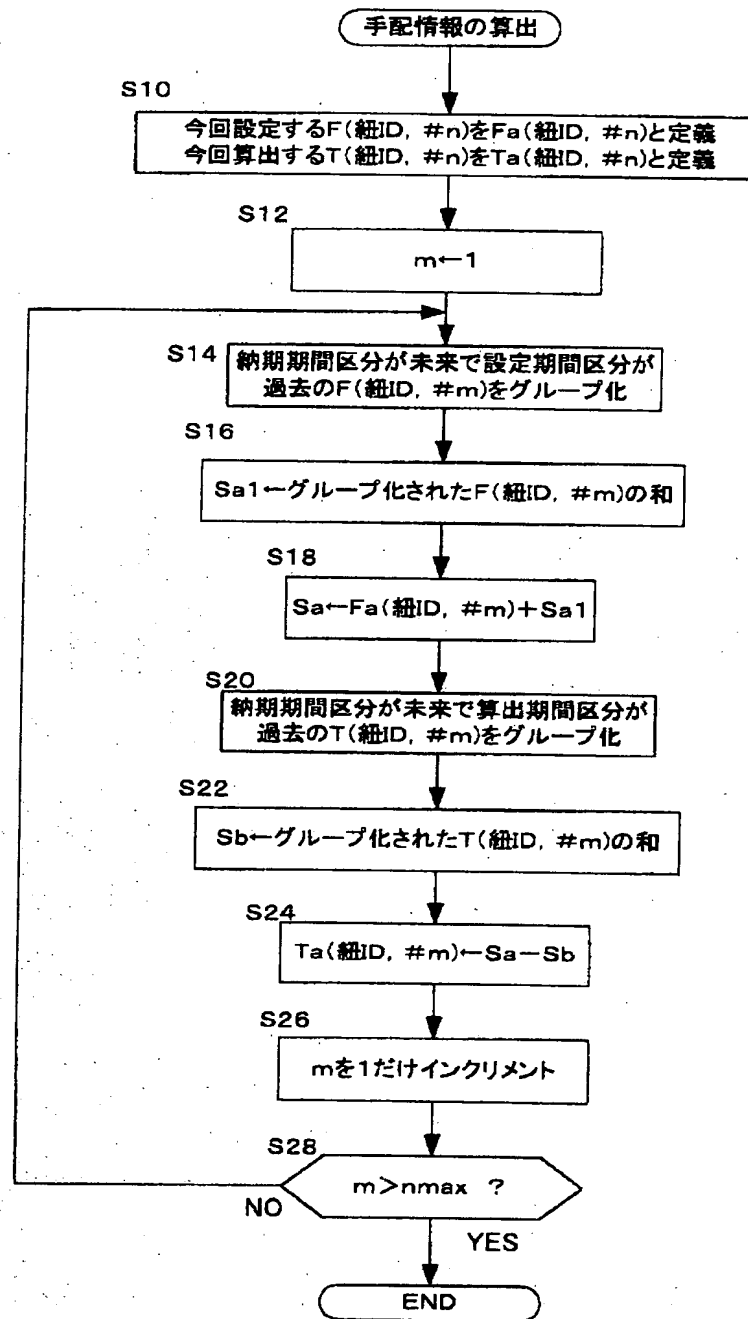 手配情報の算出
S10
今回設定するF(紐ID, #n)をFa(紐ID, #n)と定義
今回算出するT(紐ID, #n)をTa(紐ID, #n)と定義
S12
m←1
S14
納期期間区分が未来で設定期間区分が
過去のF(紐ID, #m)をグループ化
S16
Sa1←グループ化されたF(紐ID, #m)の和
S18
Sa←Fa(紐ID, #m)+Sa1
S20
納期期間区分が未来で算出期間区分が
過去のT(紐ID, #m)をグループ化
S22
Sb←グループ化されたT(紐ID, #m)の和
S24
Ta(紐ID, #m)←Sa-Sb
S26
mを1だけインクリメント
S28
m>nmax ?
NO
YES
END